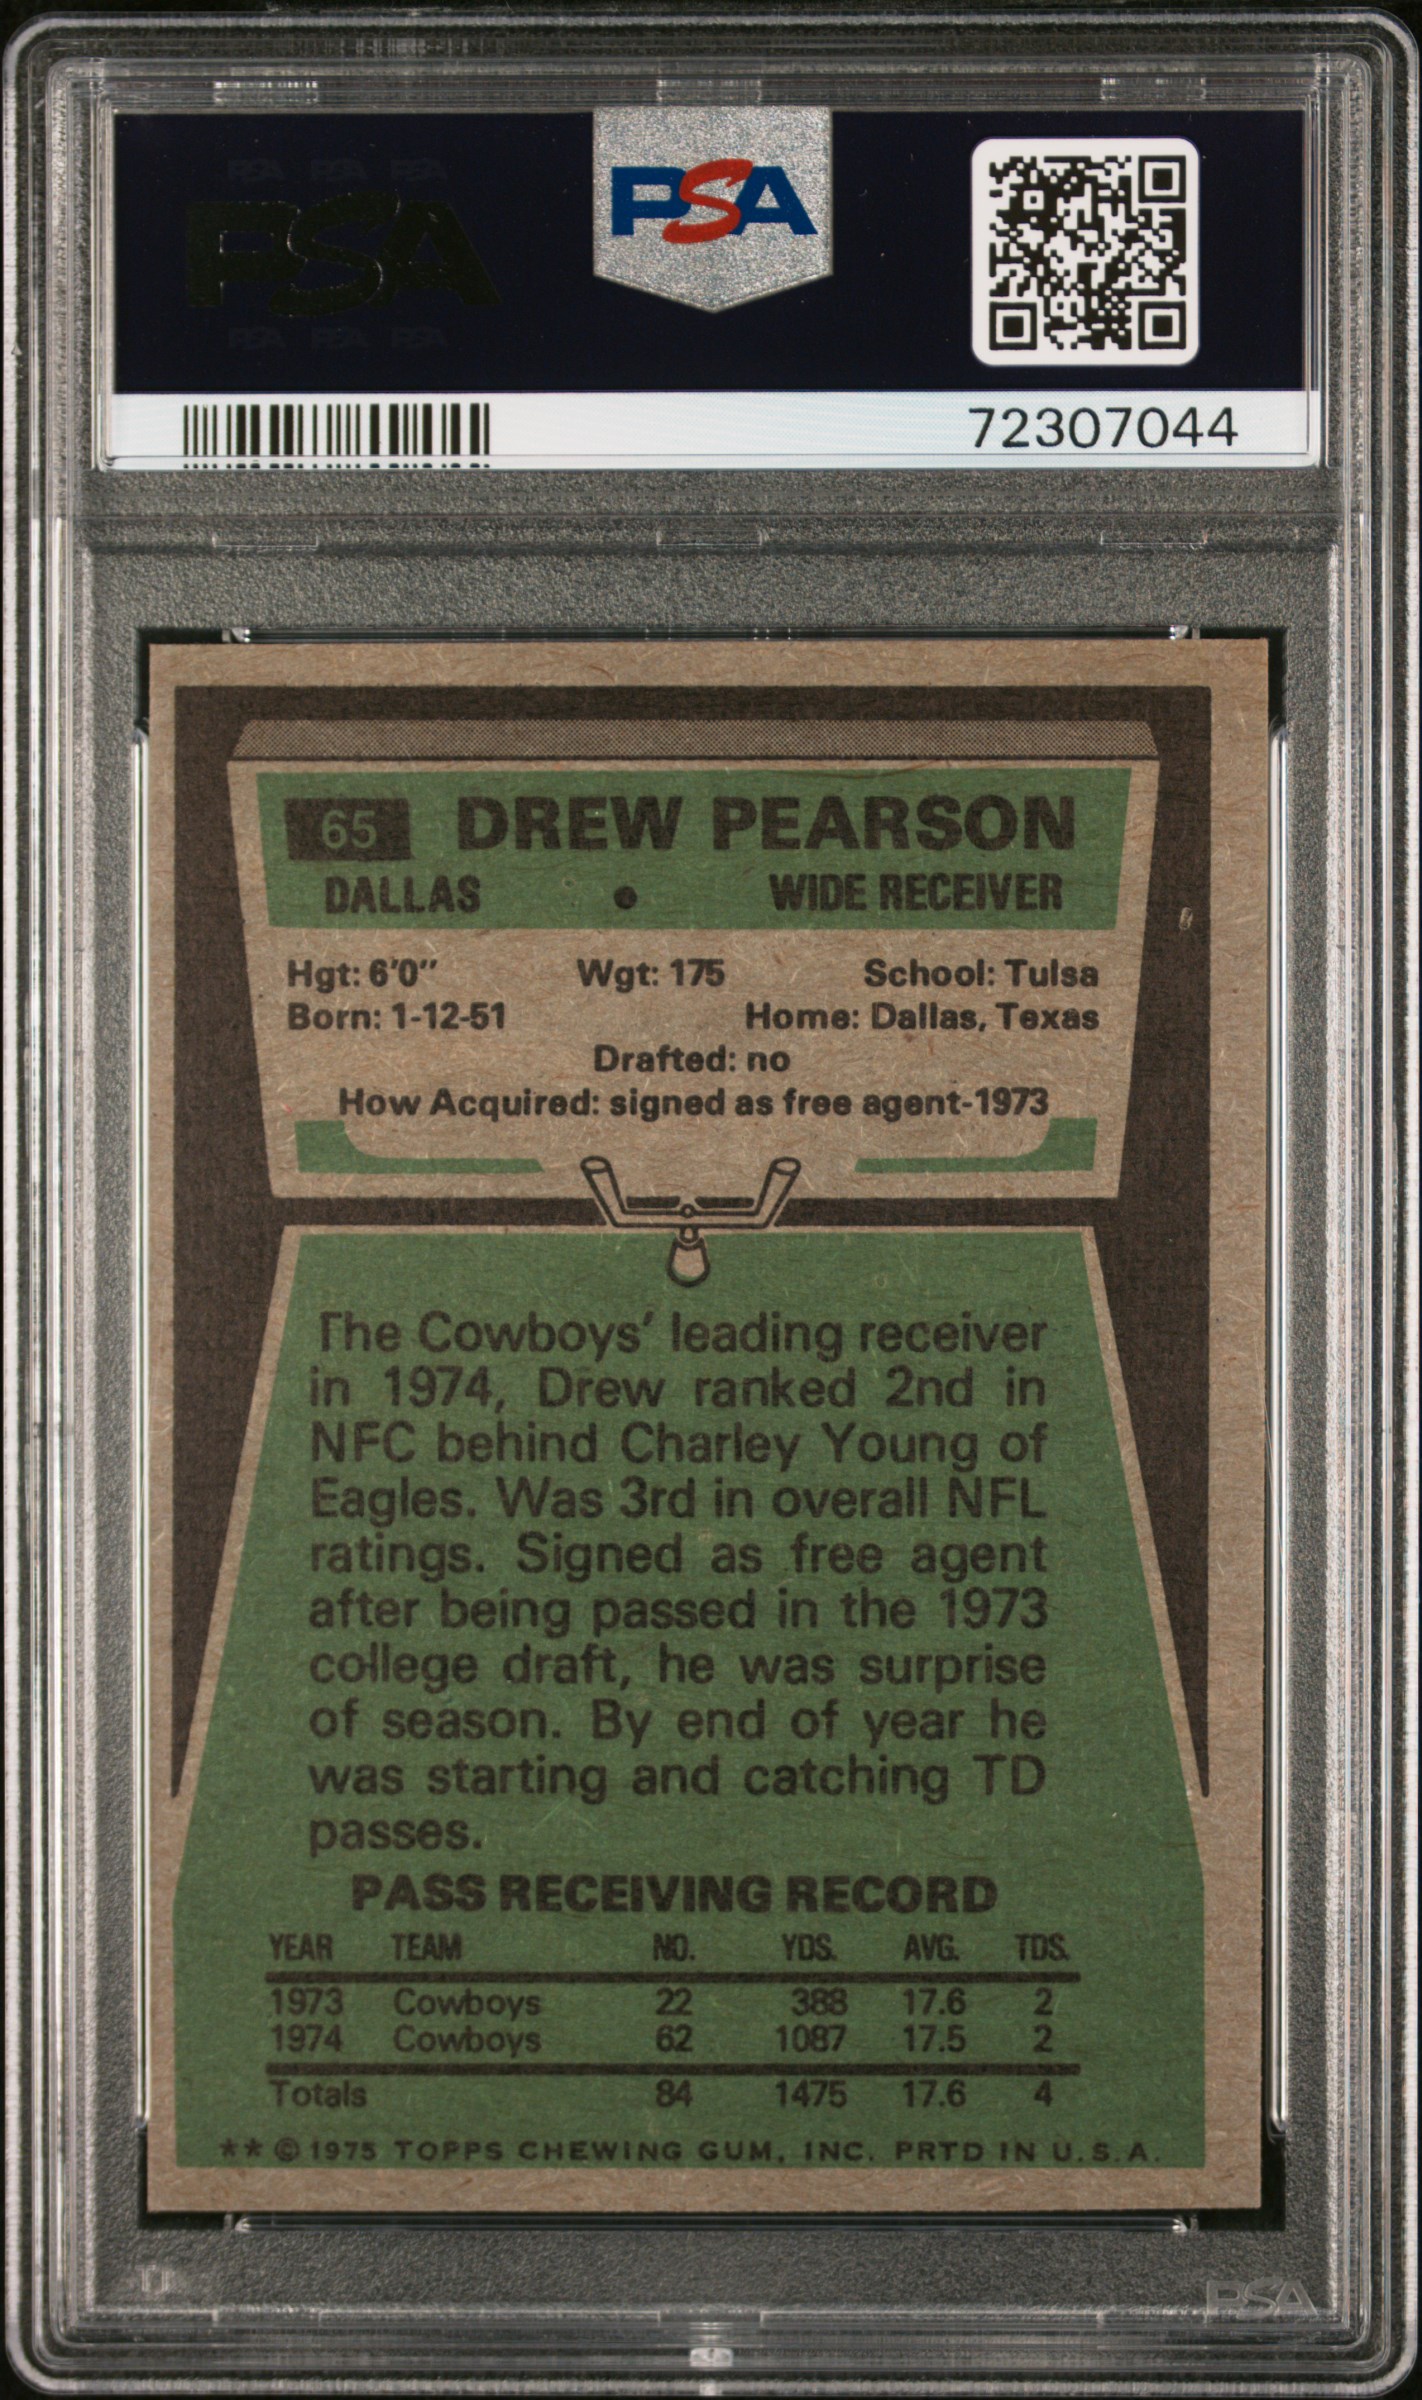 PSA PSA PSA
PSA
PSA PSA PSA
PSA
72307044
65 DREW PEARSON
DALLAS • WIDE RECEIVER
Hgt: 6'0" Wgt: 175 School: Tulsa
Born: 1-12-51 Home: Dallas, Texas
Drafted: no
How Acquired: signed as free agent-1973
The Cowboys' leading receiver
in 1974, Drew ranked 2nd in
NFC behind Charley Young of
Eagles. Was 3rd in overall NFL
ratings. Signed as free agent
after being passed in the 1973
college draft, he was surprise
of season. By end of year he
was starting and catching TD
passes.
PASS RECEIVING RECORD
YEAR TEAM NO. YDS. AVG. TDS.
1973 Cowboys 22 388 17.6 2
1974 Cowboys 62 1087 17.5 2
Totals 84 1475 17.6 4
** © 1975 TOPPS CHEWING GUM, INC. PRTD IN U.S.A.
PSA